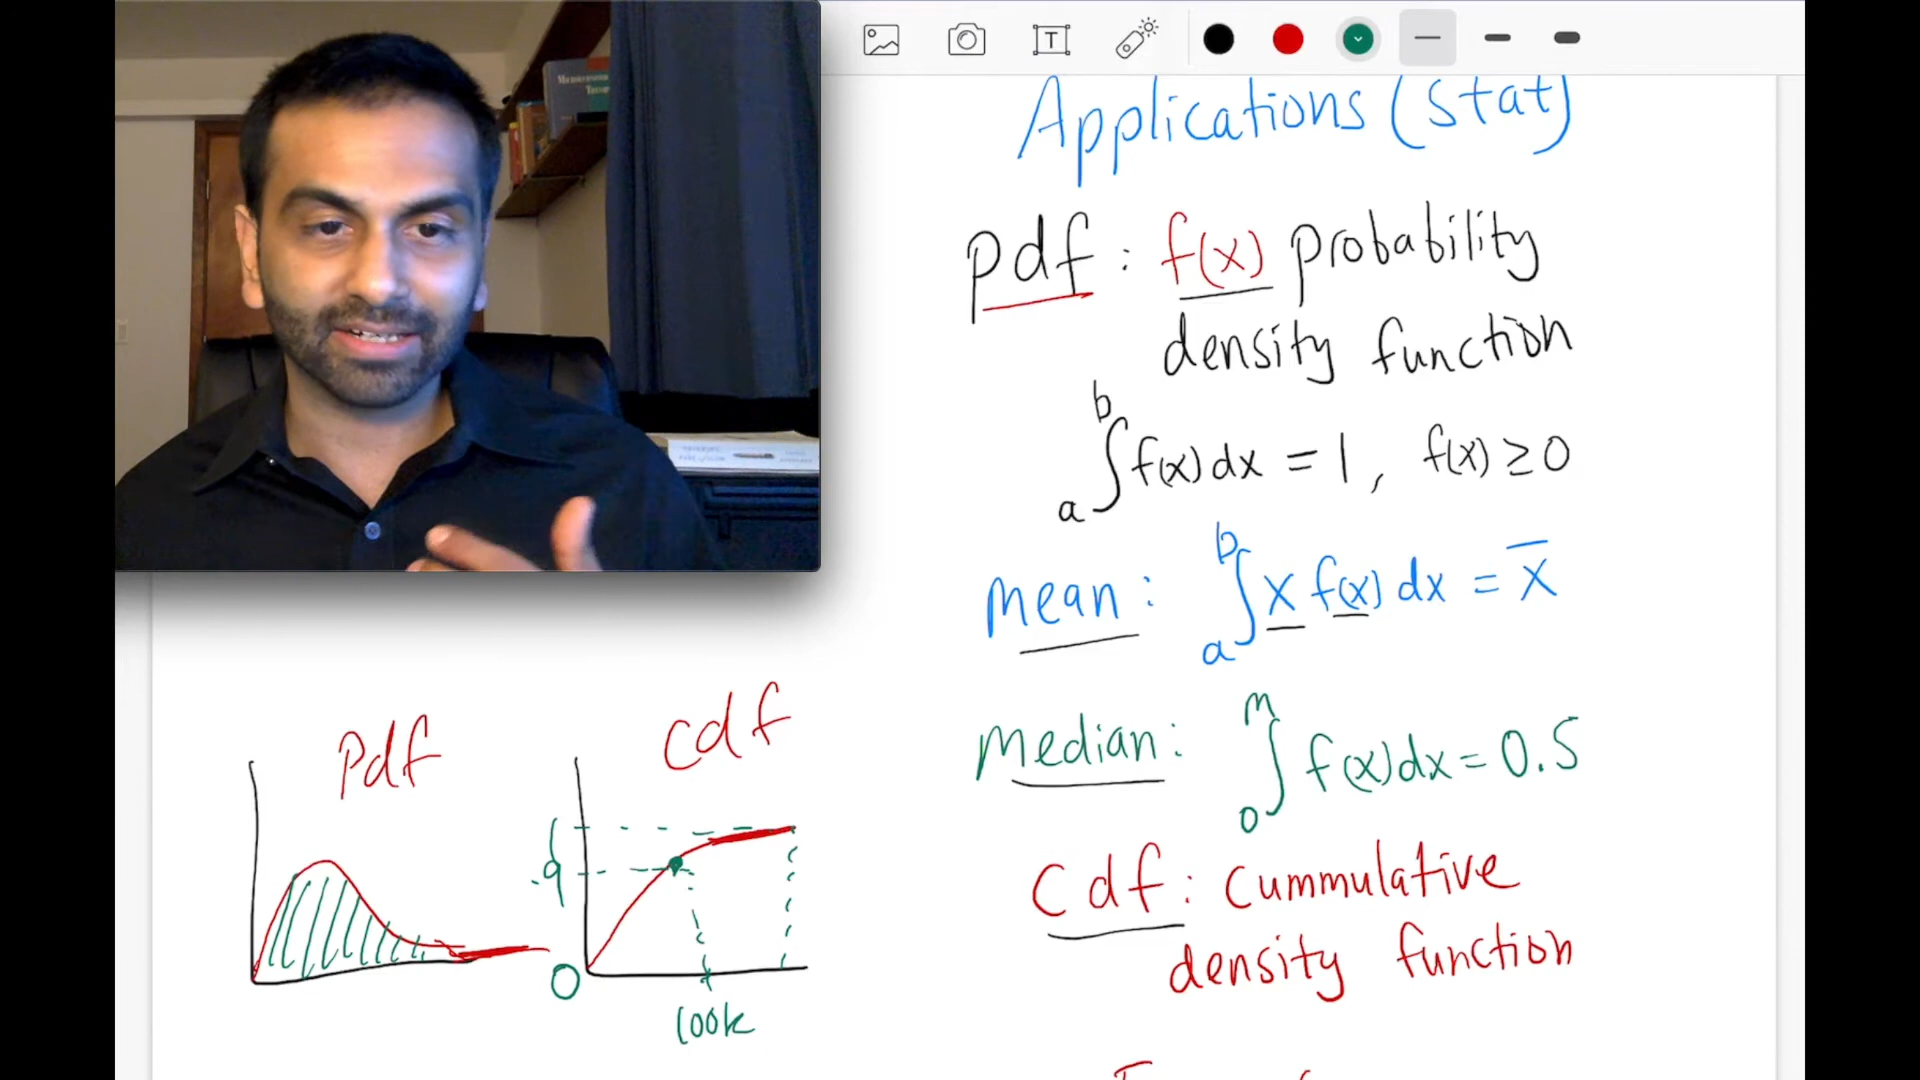 T
Applications (Stat)
pdf : f(x) probability
density function
∫ₐᵇ f(x) dx = 1, f(x) ≥ 0
mean : ∫ₐᵇ x f(x) dx = x̄
Median : ∫₀ᵐ f(x) dx = 0.5
Cdf : Cummulative
density function
Pdf
Cdf
1
.9
0
100k